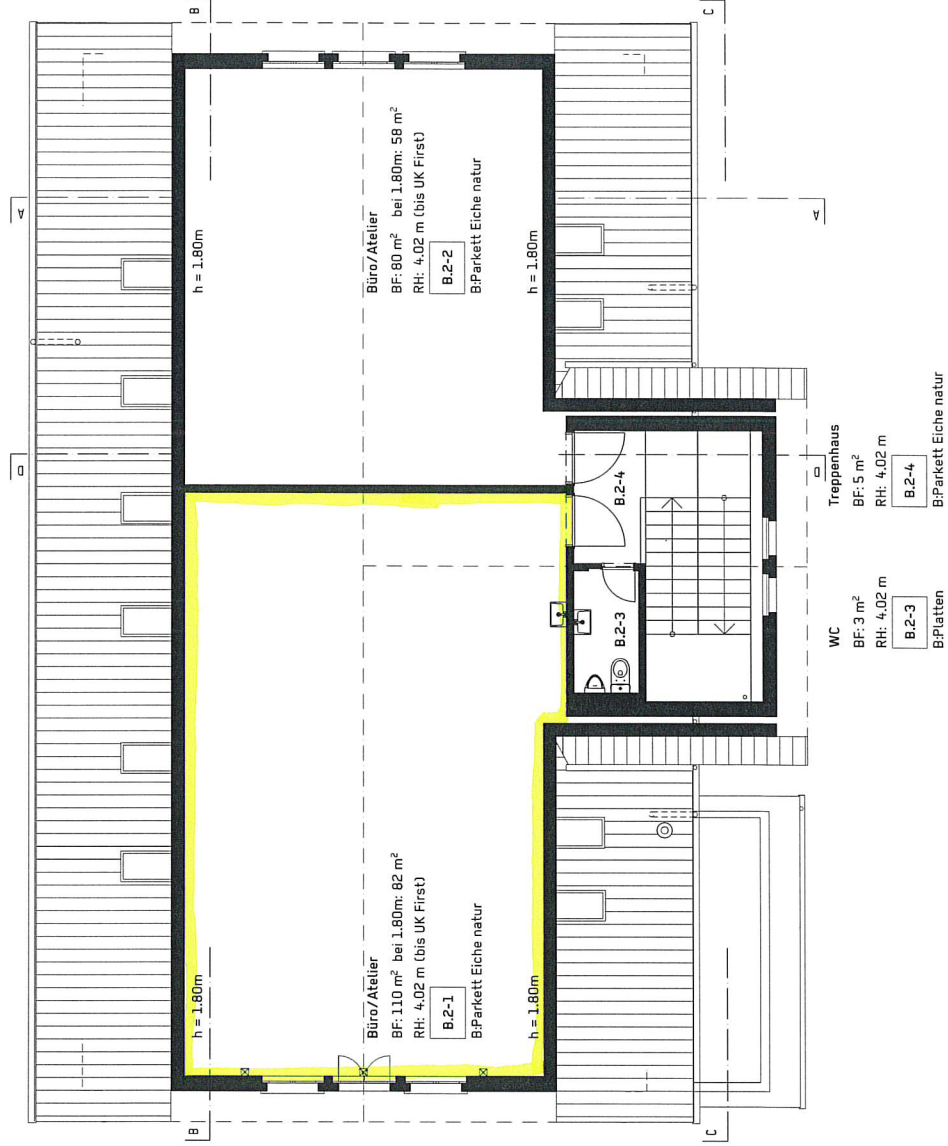 B
C
A
h = 1.80m
Büro/Atelier
BF: 80 m² bei 1.80m: 58 m²
RH: 4.02 m (bis UK First)
B.2-2
B:Parkett Eiche natur
h = 1.80m
A
D
B.2-4
D
Treppenhaus
BF: 5 m²
RH: 4.02 m
B.2-4
B:Parkett Eiche natur
B.2-3
WC
BF: 3 m²
RH: 4.02 m
B.2-3
B:Platten
h = 1.80m
Büro/Atelier
BF: 110 m² bei 1.80m: 82 m²
RH: 4.02 m (bis UK First)
B.2-1
B:Parkett Eiche natur
h = 1.80m
B
C